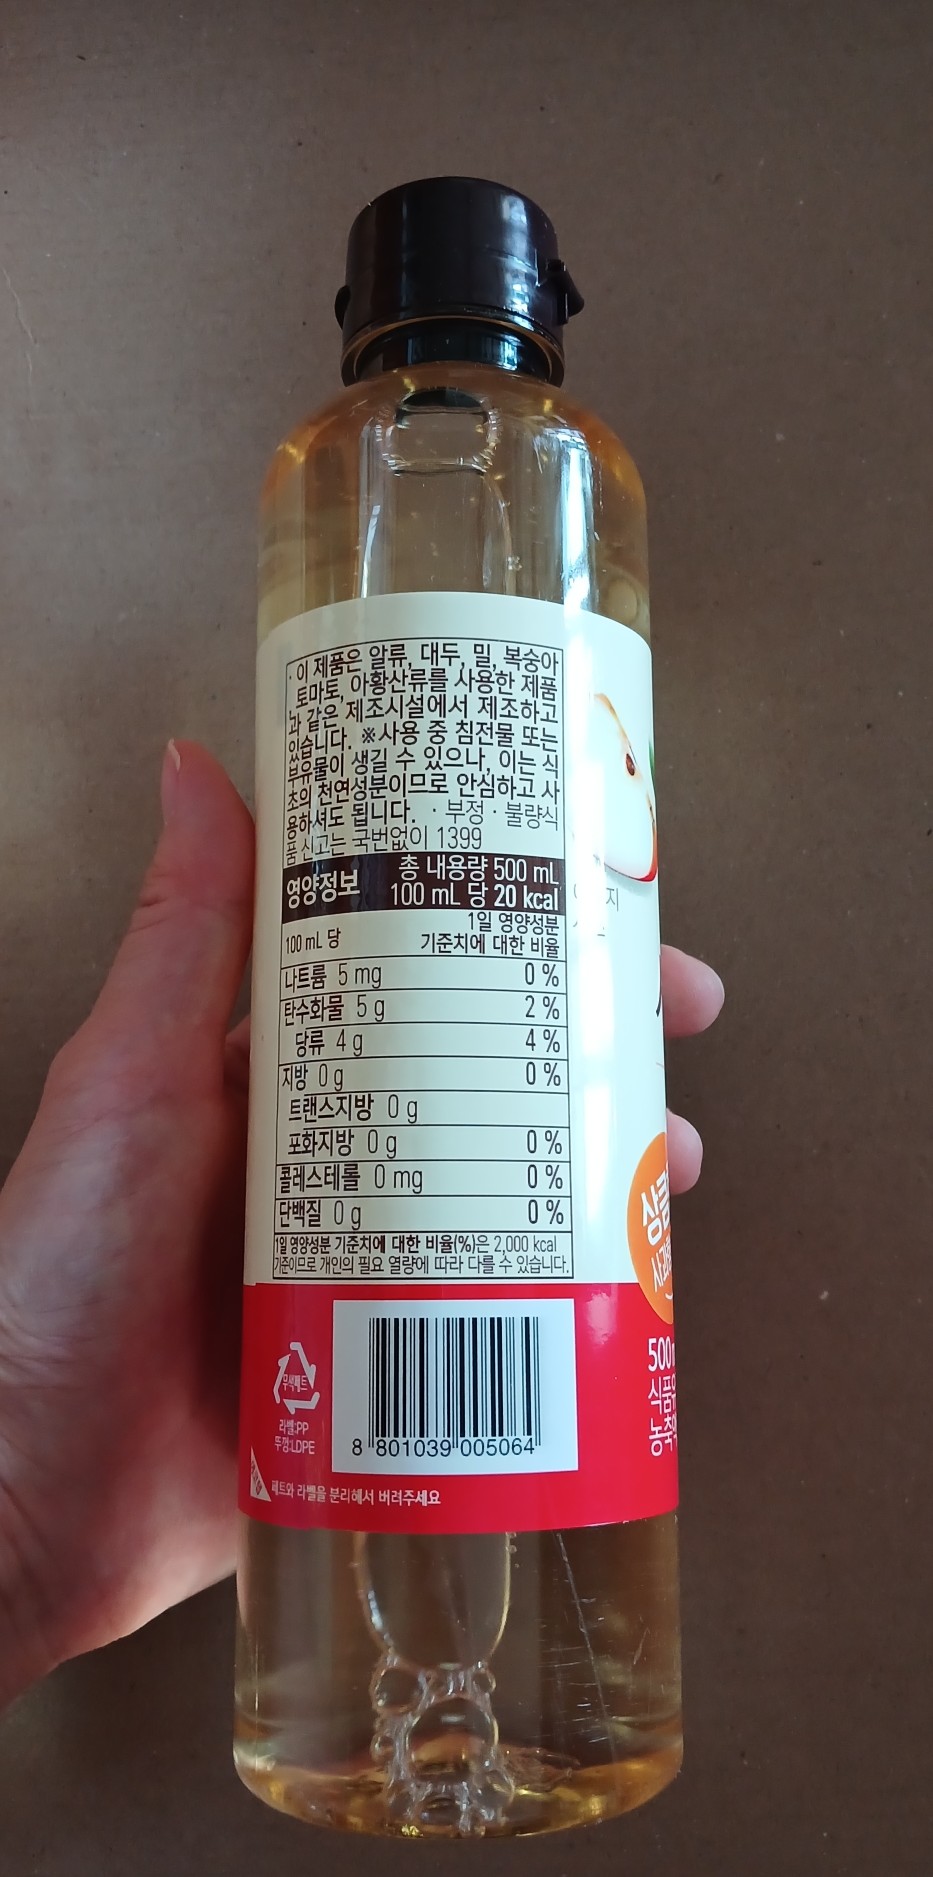 · 이 제품은 알류, 대두, 밀, 복숭아
토마토, 아황산류를 사용한 제품
과 같은 제조시설에서 제조하고
있습니다. ※사용 중 침전물 또는
부유물이 생길 수 있으나, 이는 식
초의 천연성분이므로 안심하고 사
용하셔도 됩니다. · 부정 · 불량식
품 신고는 국번없이 1399
영양정보
총 내용량 500 mL
100 mL 당 20 kcal
100 mL 당
1일 영양성분
기준치에 대한 비율
나트륨 5 mg 0 %
탄수화물 5 g 2 %
당류 4 g 4 %
지방 0 g 0 %
트랜스지방 0 g
포화지방 0 g 0 %
콜레스테롤 0 mg 0 %
단백질 0 g 0 %
1일 영양성분 기준치에 대한 비율(%)은 2,000 kcal
기준이므로 개인의 필요 열량에 따라 다를 수 있습니다.
무색페트
라벨:PP
뚜껑:LDPE
8 801039 005064
페트와 라벨을 분리해서 버려주세요
상큼
사과
500
식품
농축